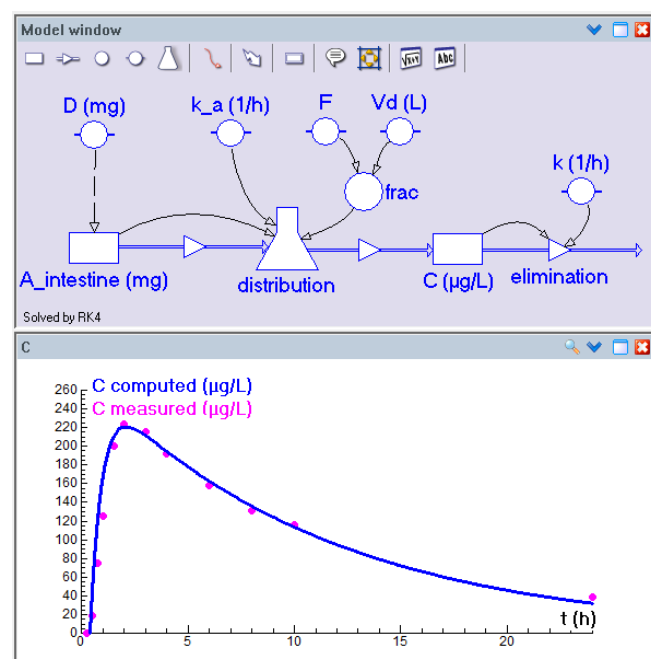 Model window
√x+y Abc
D (mg) k_a (1/h) F Vd (L)
k (1/h)
frac
A_intestine (mg) distribution C (µg/L) elimination
Solved by RK4
C
C computed (µg/L)
C measured (µg/L)
260
240
220
200
180
160
140
120
100
80
60
40
20
0
0 5 10 15 20
t (h)